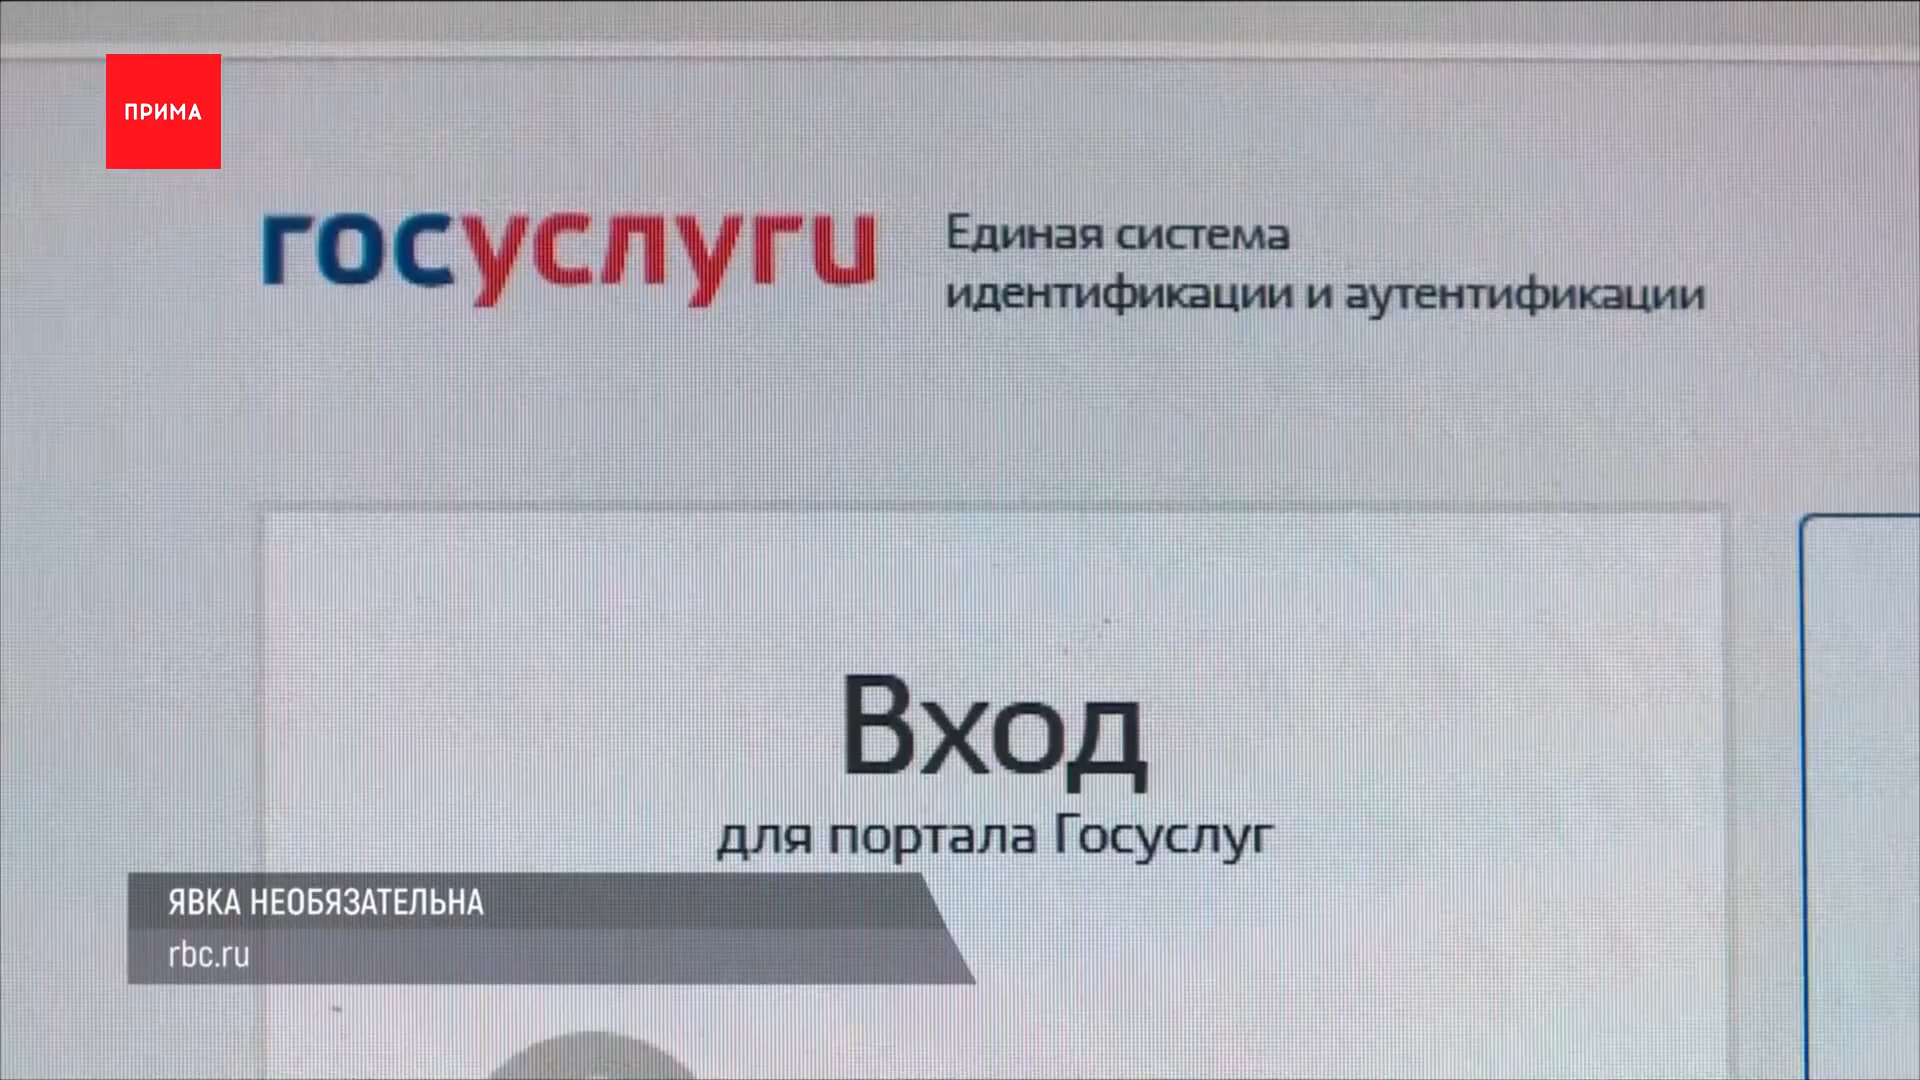 ПРИМА
госуслуги
Единая система
идентификации и аутентификации
Вход
для портала Госуслуг
ЯВКА НЕОБЯЗАТЕЛЬНА
rbc.ru